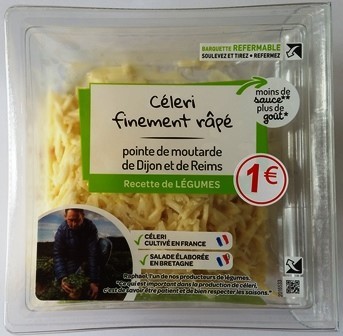 BARQUETTE REFERMABLE
SOULEVEZ ET TIREZ • REFERMEZ
moins de
sauce**
plus de
goût*
Céleri
finement râpé
pointe de moutarde
de Dijon et de Reims
Recette de LÉGUMES
1€
CÉLERI
CULTIVÉ EN FRANCE
SALADE ÉLABORÉE
EN BRETAGNE
Raphael, l'un de nos producteurs de légumes.
"Ce qui est important dans la production de céleri,
c'est de savoir être patient et de bien respecter les saisons."